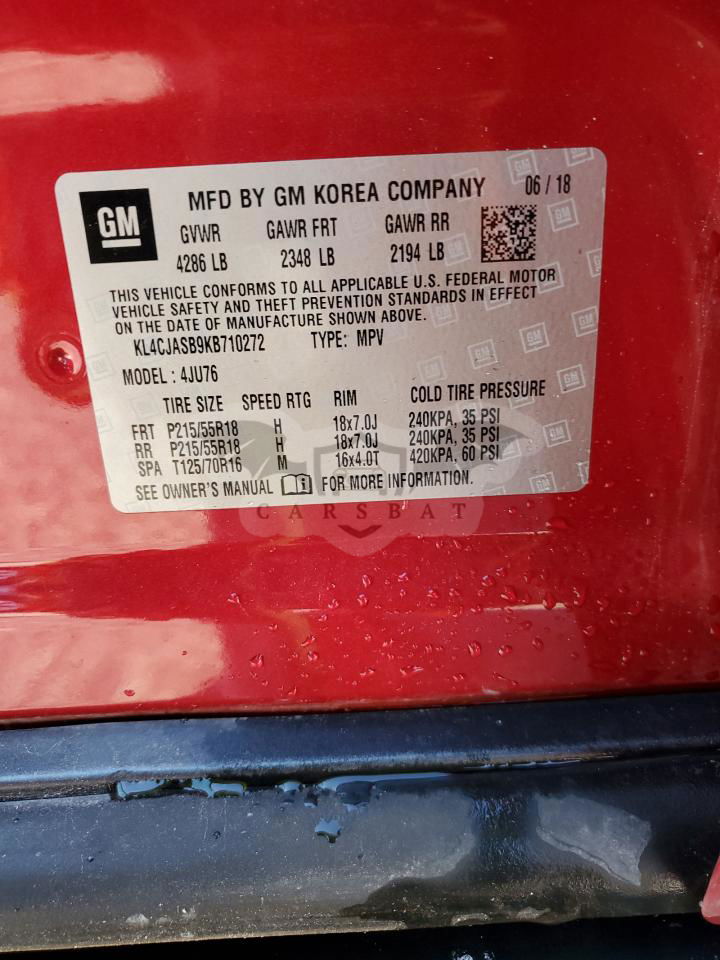 GM
MFD BY GM KOREA COMPANY 06 / 18
GVWR GAWR FRT GAWR RR
4286 LB 2348 LB 2194 LB
THIS VEHICLE CONFORMS TO ALL APPLICABLE U.S. FEDERAL MOTOR
VEHICLE SAFETY AND THEFT PREVENTION STANDARDS IN EFFECT
ON THE DATE OF MANUFACTURE SHOWN ABOVE.
KL4CJASB9KB710272 TYPE: MPV
MODEL : 4JU76
TIRE SIZE SPEED RTG RIM COLD TIRE PRESSURE
FRT P215/55R18 H 18x7.0J 240KPA, 35 PSI
RR P215/55R18 H 18x7.0J 240KPA, 35 PSI
SPA T125/70R16 M 16x4.0T 420KPA, 60 PSI
SEE OWNER'S MANUAL FOR MORE INFORMATION.
CARSBAT